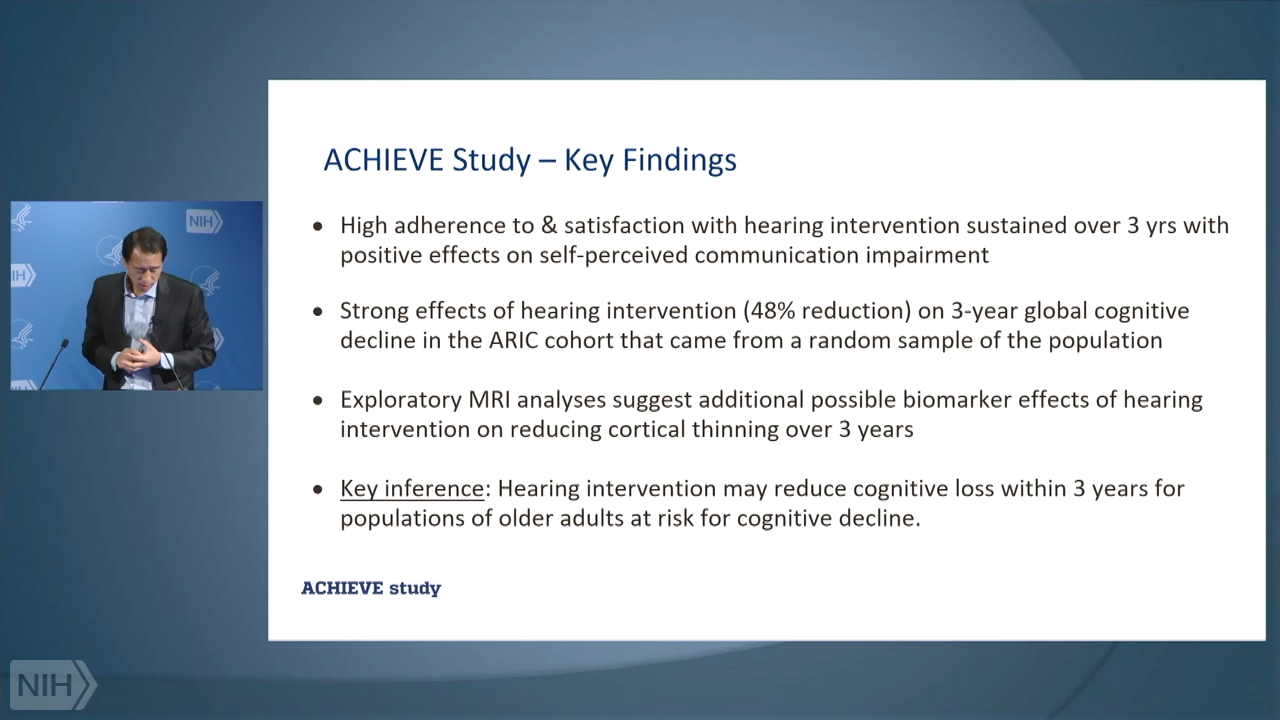 ACHIEVE Study – Key Findings
• High adherence to & satisfaction with hearing intervention sustained over 3 yrs with
positive effects on self-perceived communication impairment
• Strong effects of hearing intervention (48% reduction) on 3-year global cognitive
decline in the ARIC cohort that came from a random sample of the population
• Exploratory MRI analyses suggest additional possible biomarker effects of hearing
intervention on reducing cortical thinning over 3 years
• Key inference: Hearing intervention may reduce cognitive loss within 3 years for
populations of older adults at risk for cognitive decline.
ACHIEVE study
NIH
IH
NIH